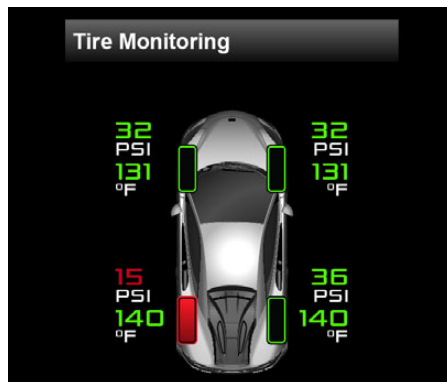 Tire Monitoring
32
PSI
131
°F
32
PSI
131
°F
15
PSI
140
°F
36
PSI
140
°F